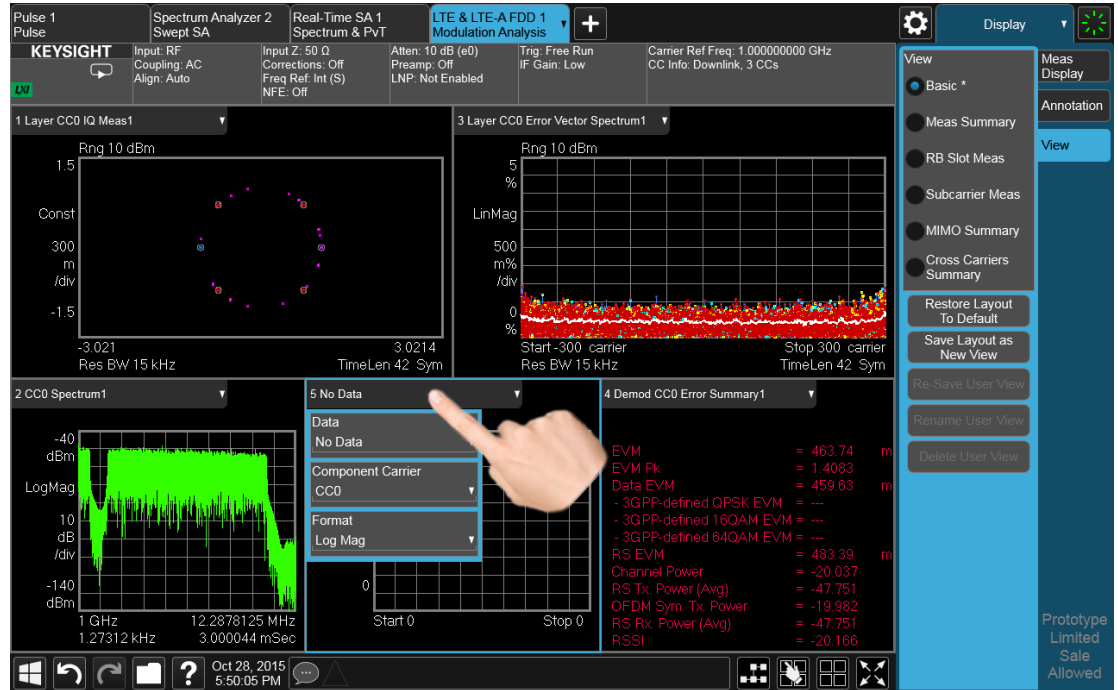 Pulse 1
Pulse
Spectrum Analyzer 2
Swept SA
Real-Time SA 1
Spectrum & PvT
LTE & LTE-A FDD 1
Modulation Analysis
Display
KEYSIGHT
LXI
Input: RF
Coupling: AC
Align: Auto
Input Z: 50 Ω
Corrections: Off
Freq Ref: Int (S)
NFE: Off
Atten: 10 dB (e0)
Preamp: Off
LNP: Not Enabled
Trig: Free Run
IF Gain: Low
Carrier Ref Freq: 1.000000000 GHz
CC Info: Downlink, 3 CCs
1 Layer CC0 IQ Meas1
Rng 10 dBm
1.5
Const
300
m
/div
-1.5
-3.021
3.0214
Res BW 15 kHz
TimeLen 42 Sym
3 Layer CC0 Error Vector Spectrum1
Rng 10 dBm
5
%
LinMag
500
m%
/div
0
%
Start -300 carrier
Stop 300 carrier
Res BW 15 kHz
TimeLen 42 Sym
2 CC0 Spectrum1
-40
dBm
LogMag
10
dB
/div
-140
dBm
1 GHz
12.2878125 MHz
1.27312 kHz
3.000044 mSec
5 No Data
Data
No Data
Component Carrier
CC0
Format
Log Mag
0
Start 0
Stop 0
4 Demod CC0 Error Summary1
EVM = 463.74 m
EVM Pk = 1.4083
Data EVM = 459.63 m
- 3GPP-defined QPSK EVM = ---
- 3GPP-defined 16QAM EVM = ---
- 3GPP-defined 64QAM EVM = ---
RS EVM = 483.39 m
Channel Power = -20.037
RS Tx. Power (Avg) = -47.751
OFDM Sym. Tx. Power = -19.982
RS Rx. Power (Avg) = -47.751
RSSI = -20.166
View
Basic *
Meas Summary
RB Slot Meas
Subcarrier Meas
MIMO Summary
Cross Carriers
Summary
Restore Layout
To Default
Save Layout as
New View
Re-Save User View
Rename User View
Delete User View
Meas
Display
Annotation
View
Prototype
Limited
Sale
Allowed
?
Oct 28, 2015
5:50:05 PM